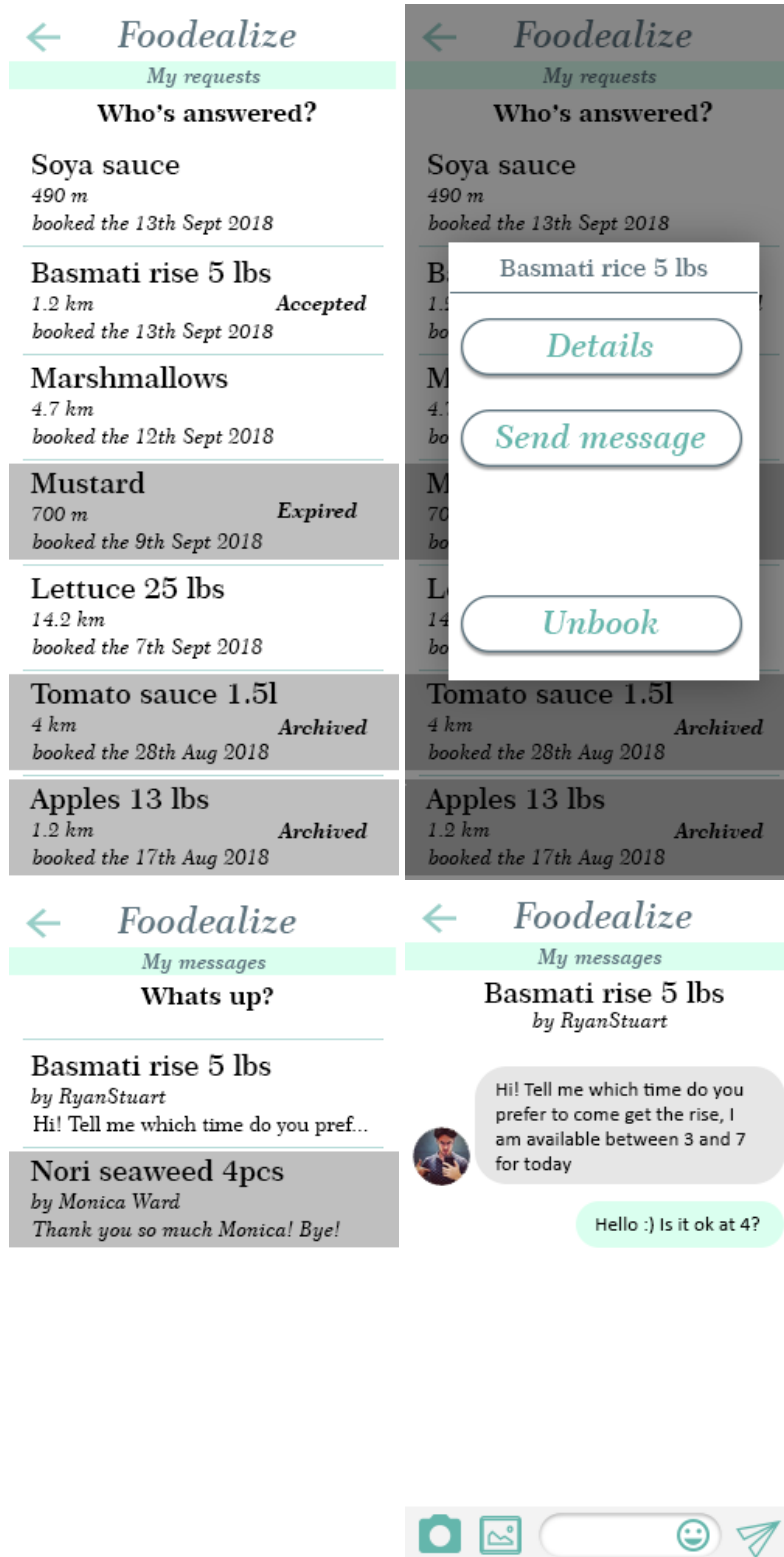 Foodealize
My requests
Who's answered?
Soya sauce
490 m
booked the 13th Sept 2018
Basmati rise 5 lbs
1.2 km
Accepted
booked the 13th Sept 2018
Marshmallows
4.7 km
booked the 12th Sept 2018
Mustard
700 m
Expired
booked the 9th Sept 2018
Lettuce 25 lbs
14.2 km
booked the 7th Sept 2018
Tomato sauce 1.5l
4 km
Archived
booked the 28th Aug 2018
Apples 13 lbs
1.2 km
Archived
booked the 17th Aug 2018
Foodealize
My requests
Who's answered?
Soya sauce
490 m
booked the 13th Sept 2018
Basmati rice 5 lbs
Details
Send message
Unbook
Tomato sauce 1.5l
4 km
Archived
booked the 28th Aug 2018
Apples 13 lbs
1.2 km
Archived
booked the 17th Aug 2018
Foodealize
My messages
Whats up?
Basmati rise 5 lbs
by RyanStuart
Hi! Tell me which time do you pref...
Nori seaweed 4pcs
by Monica Ward
Thank you so much Monica! Bye!
Foodealize
My messages
Basmati rise 5 lbs
by RyanStuart
Hi! Tell me which time do you
prefer to come get the rise, I
am available between 3 and 7
for today
Hello :) Is it ok at 4?